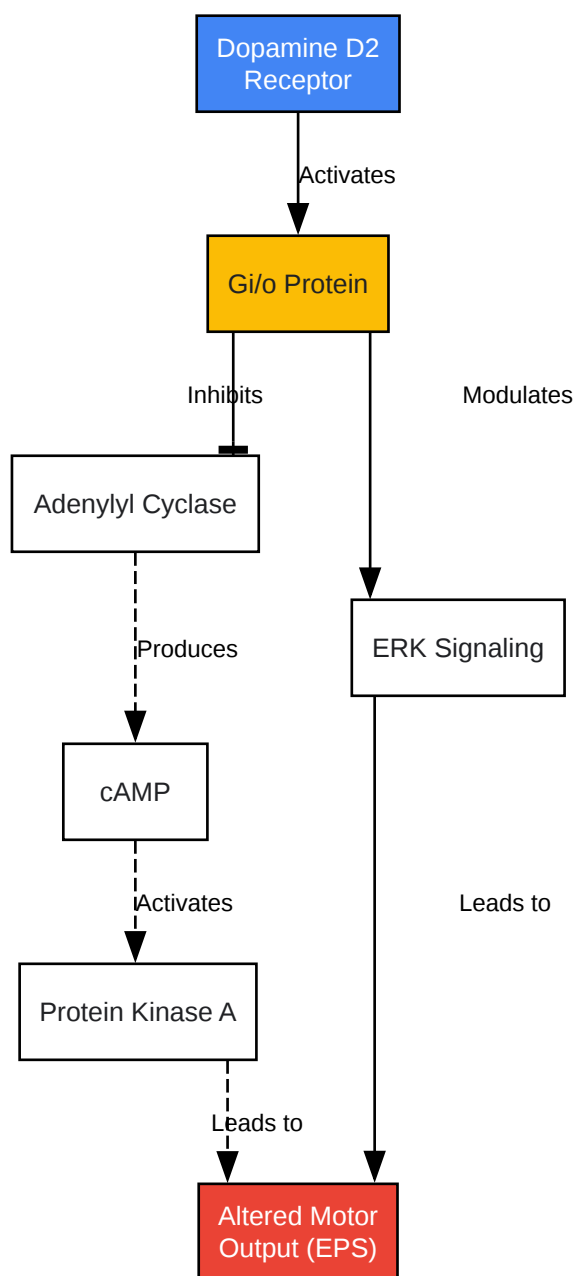 Dopamine D2
Receptor
Activates
Gi/o Protein
Inhibits
Modulates
Adenylyl Cyclase
Produces
ERK Signaling
cAMP
Activates
Leads to
Protein Kinase A
Leads to
Altered Motor
Output (EPS)